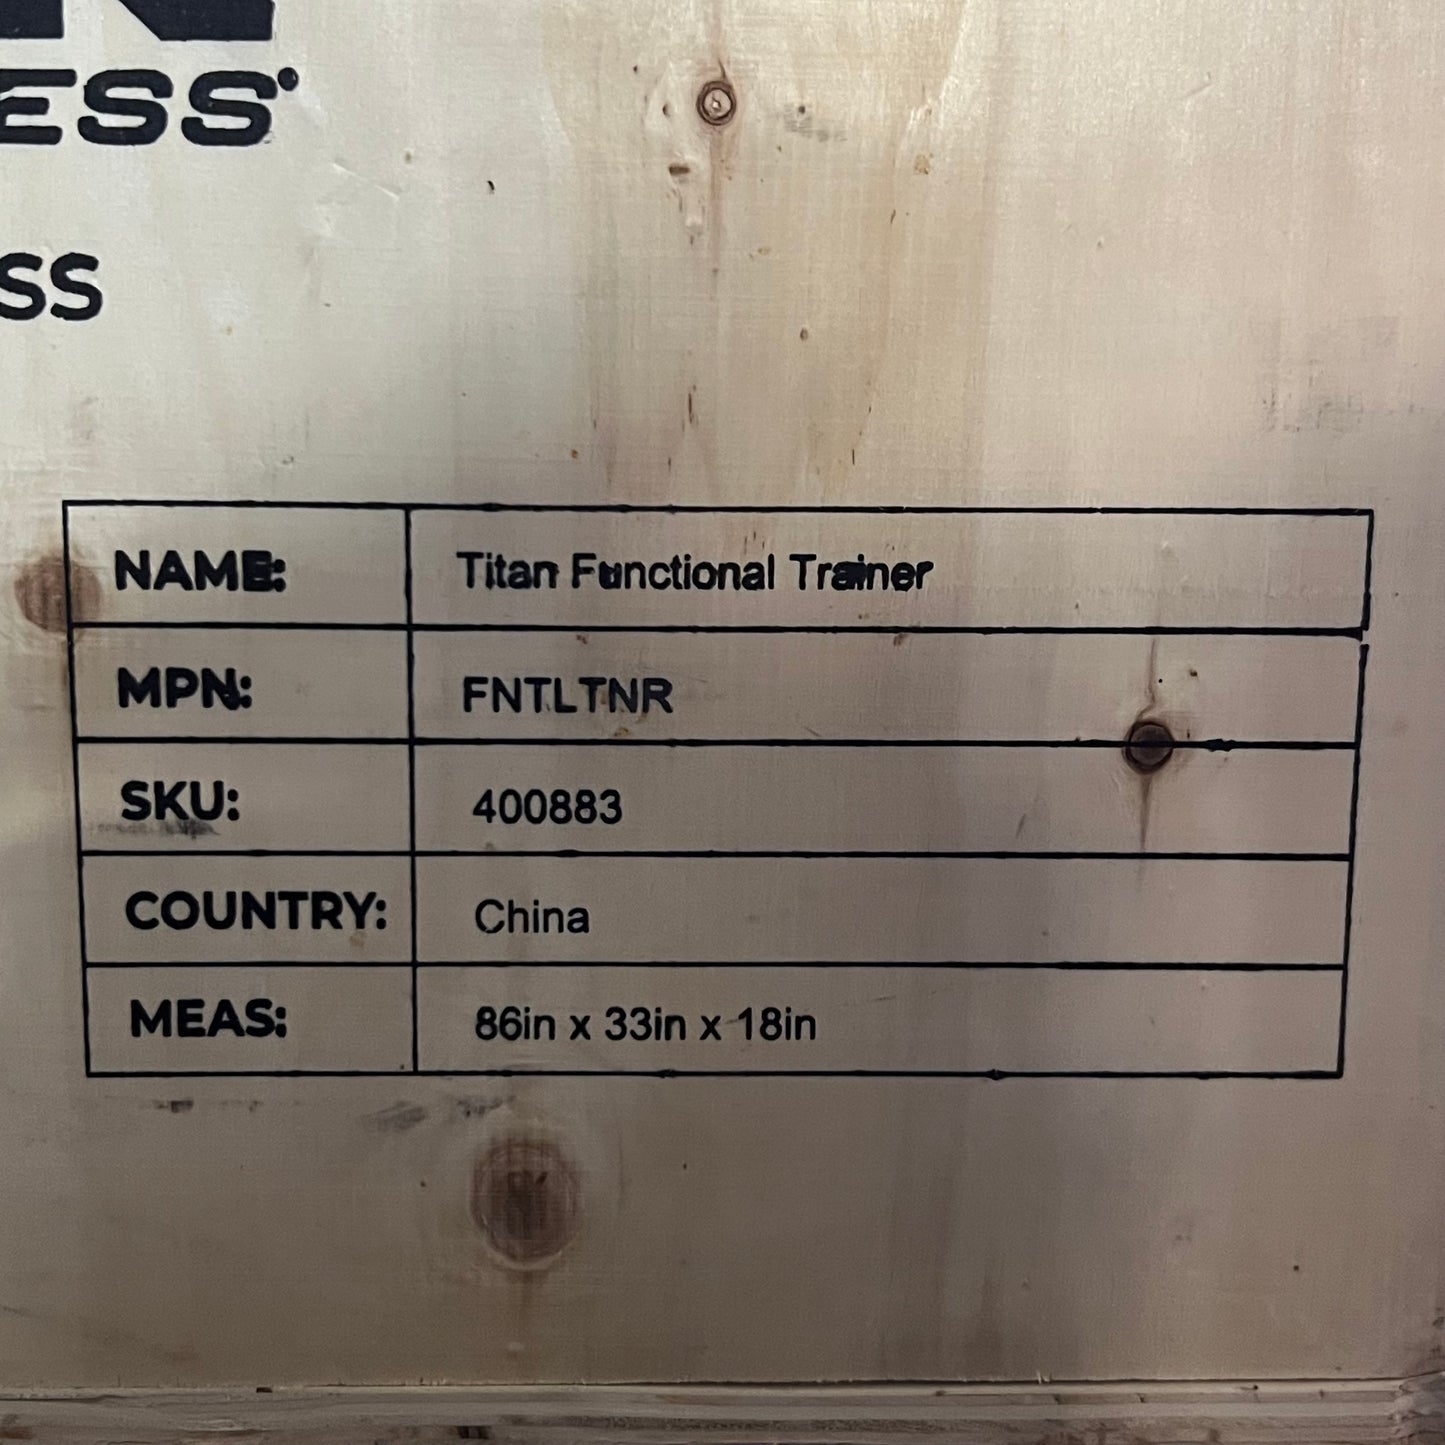 N
ESS
SS
NAME: Titan Functional Trainer
MPN: FNTLTNR
SKU: 400883
COUNTRY: China
MEAS: 86in x 33in x 18in